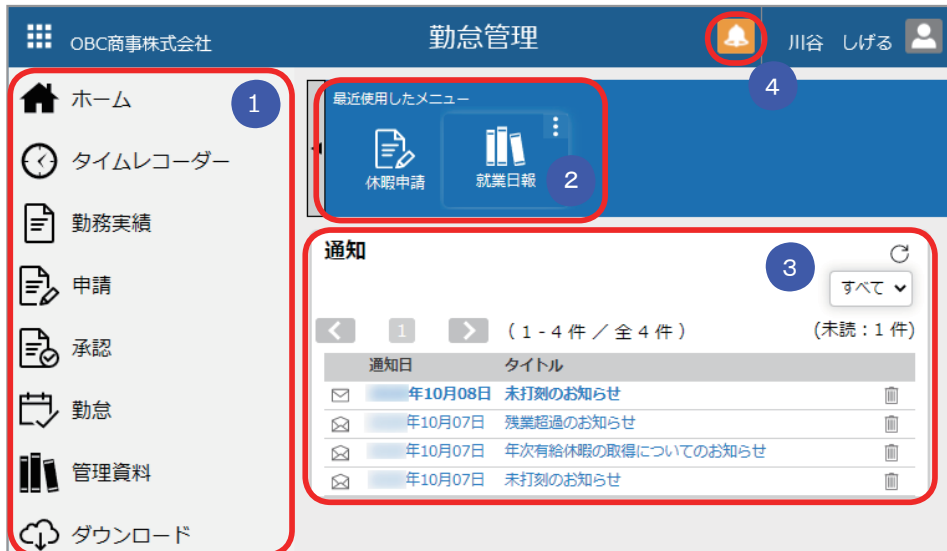 OBC商事株式会社
勤怠管理
川谷 しげる
4
1
ホーム
タイムレコーダー
勤務実績
申請
承認
勤怠
管理資料
ダウンロード
最近使用したメニュー
休暇申請
就業日報
2
通知
3
すべて
1
(1-4件/全4件)
(未読:1件)
通知日 タイトル
年10月08日 未打刻のお知らせ
年10月07日 残業超過のお知らせ
年10月07日 年次有給休暇の取得についてのお知らせ
年10月07日 未打刻のお知らせ